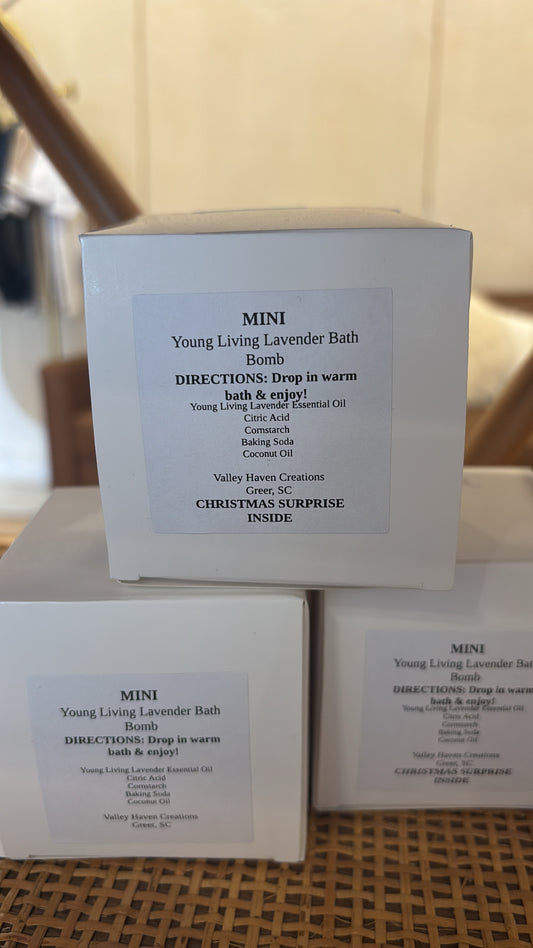 MINI
Young Living Lavender Bath
Bomb
DIRECTIONS: Drop in warm
bath & enjoy!
Young Living Lavender Essential Oil
Citric Acid
Cornstarch
Baking Soda
Coconut Oil
Valley Haven Creations
Greer, SC
CHRISTMAS SURPRISE
INSIDE
MINI
Young Living Lavender Bath
Bomb
DIRECTIONS: Drop in warm
bath & enjoy!
Young Living Lavender Essential Oil
Citric Acid
Cornstarch
Baking Soda
Coconut Oil
Valley Haven Creations
Greer, SC
MINI
Young Living Lavender Bat
Bomb
DIRECTIONS: Drop in warm
bath & enjoy!
Young Living Lavender Essential Oil
Citric Acid
Cornstarch
Baking Soda
Coconut Oil
Valley Haven Creations
Greer, SC
CHRISTMAS SURPRISE
INSIDE